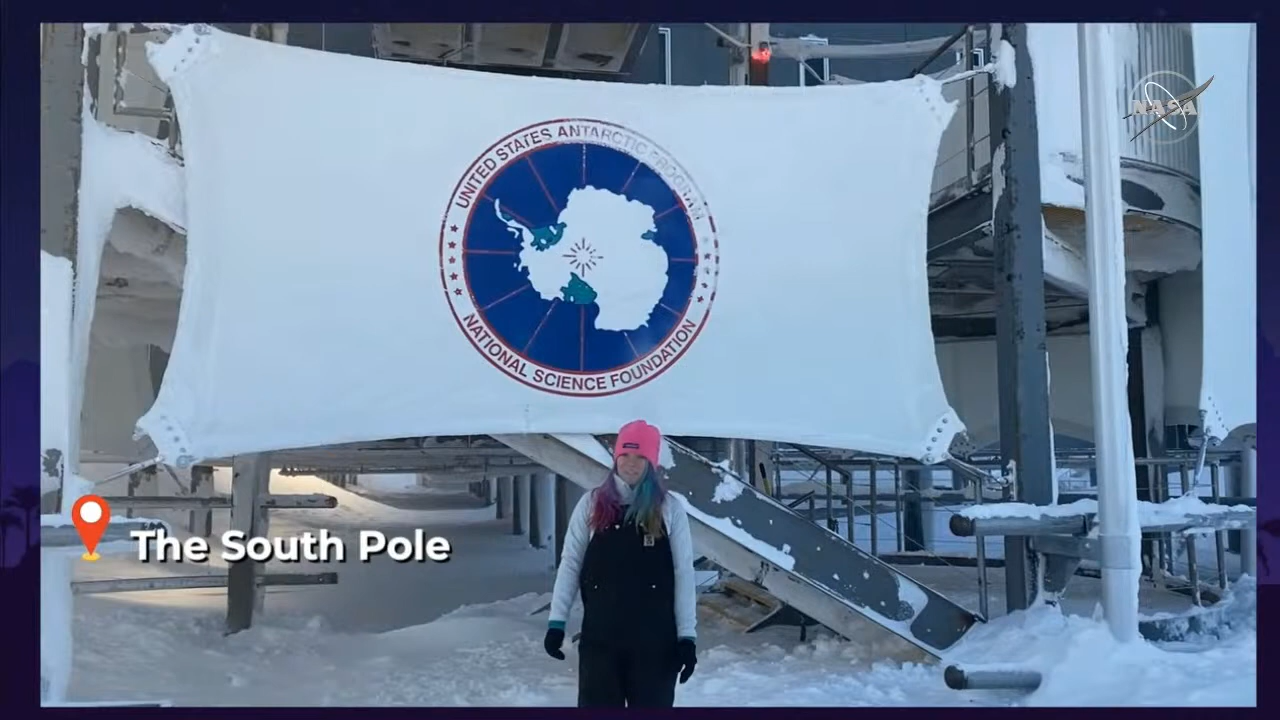 NASA
UNITED STATES ANTARCTIC PROGRAM
NATIONAL SCIENCE FOUNDATION
The South Pole